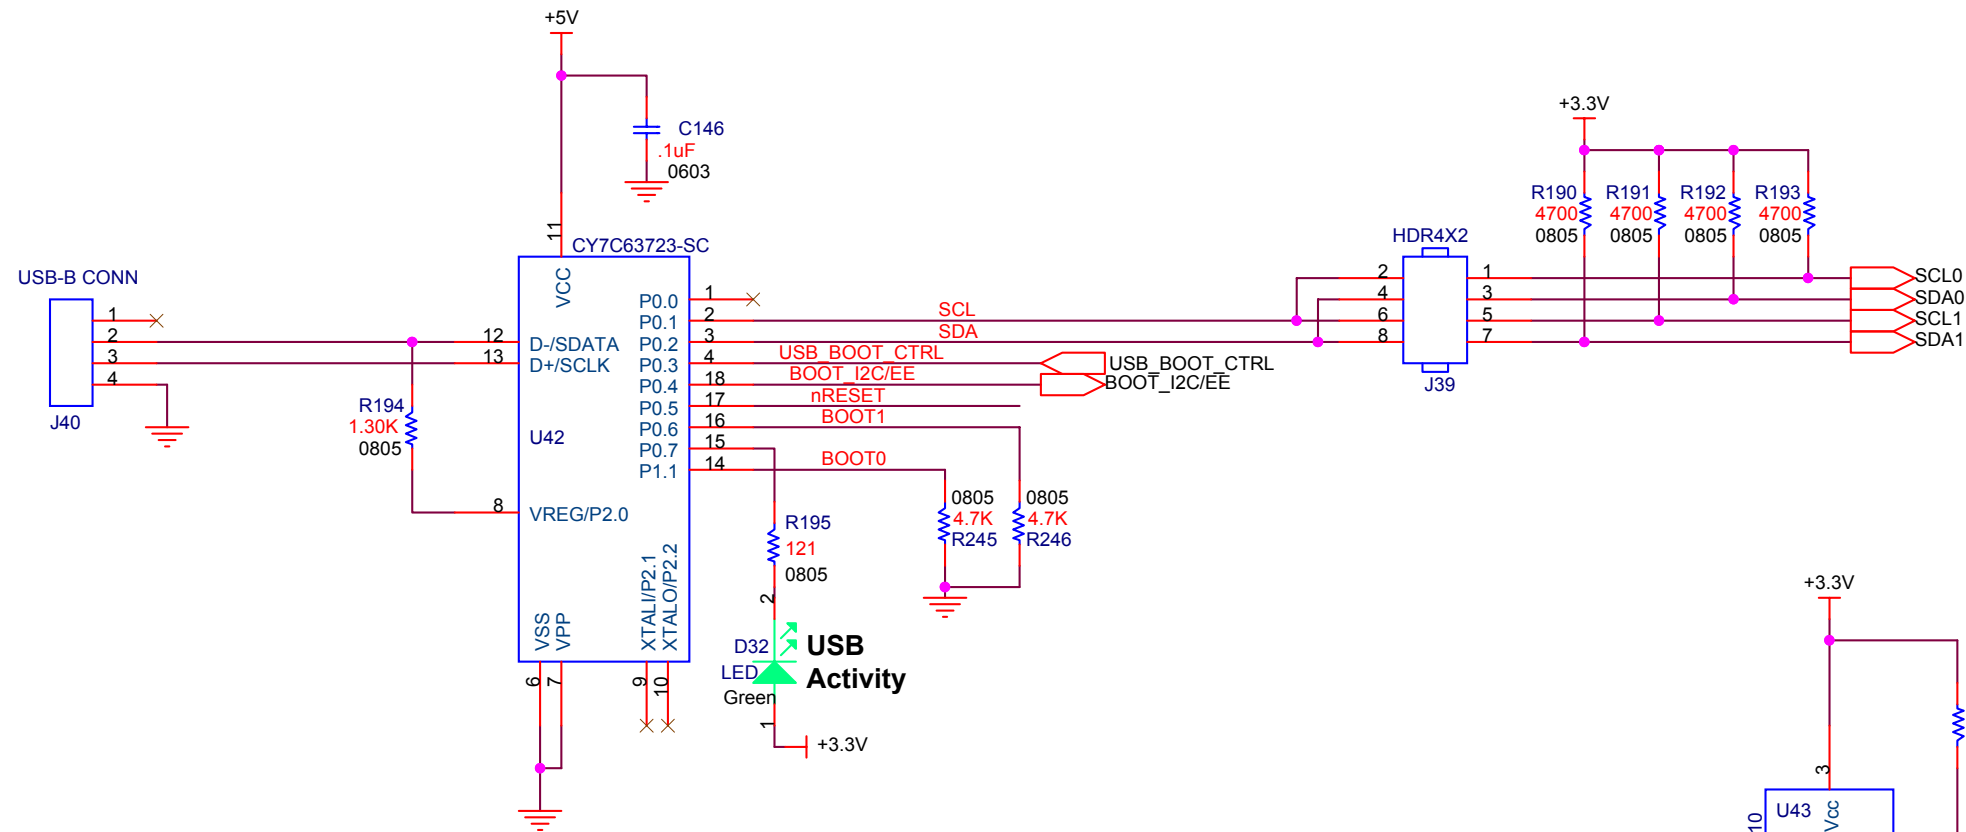 +5V
C146
.1uF
0603
+3.3V
R190 R191 R192 R193
4700 4700 4700 4700
0805 0805 0805 0805
11
CY7C63723-SC
HDR4X2
USB-B CONN
VCC
1
2
3
4
J40
12
13
D-/SDATA
D+/SCLK
P0.0
P0.1
P0.2
P0.3
P0.4
P0.5
P0.6
P0.7
P1.1
1
2
3
4
18
17
16
15
14
SCL
SDA
USB_BOOT_CTRL
BOOT_I2C/EE
nRESET
BOOT1
BOOT0
USB_BOOT_CTRL
BOOT_I2C/EE
2
4
6
8
1
3
5
7
J39
SCL0
SDA0
SCL1
SDA1
R194
1.30K
0805
U42
8
VREG/P2.0
0805 0805
4.7K 4.7K
R245 R246
R195
121
0805
VSS
VPP
XTALI/P2.1
XTALO/P2.2
6
7
9
10
2
D32
LED
Green
1
USB
Activity
+3.3V
+3.3V
3
U43
Vcc
10